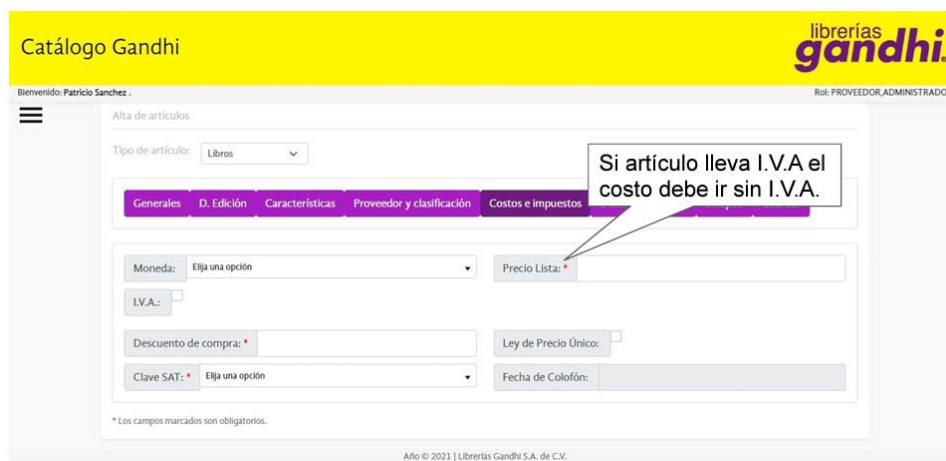 Catálogo Gandhi
librerías
gandhi.
Bienvenido: Patricio Sanchez .
Rol: PROVEEDOR,ADMINISTRADO
Alta de artículos
Tipo de artículo: Libros
Si artículo lleva I.V.A el
costo debe ir sin I.V.A.
Generales D. Edición Características Proveedor y clasificación Costos e impuestos
Moneda: Elija una opción Precio Lista: *
I.V.A.:
Descuento de compra: * Ley de Precio Único:
Clave SAT: * Elija una opción Fecha de Colofón:
* Los campos marcados son obligatorios.
Año © 2021 | Librerías Gandhi S.A. de C.V.